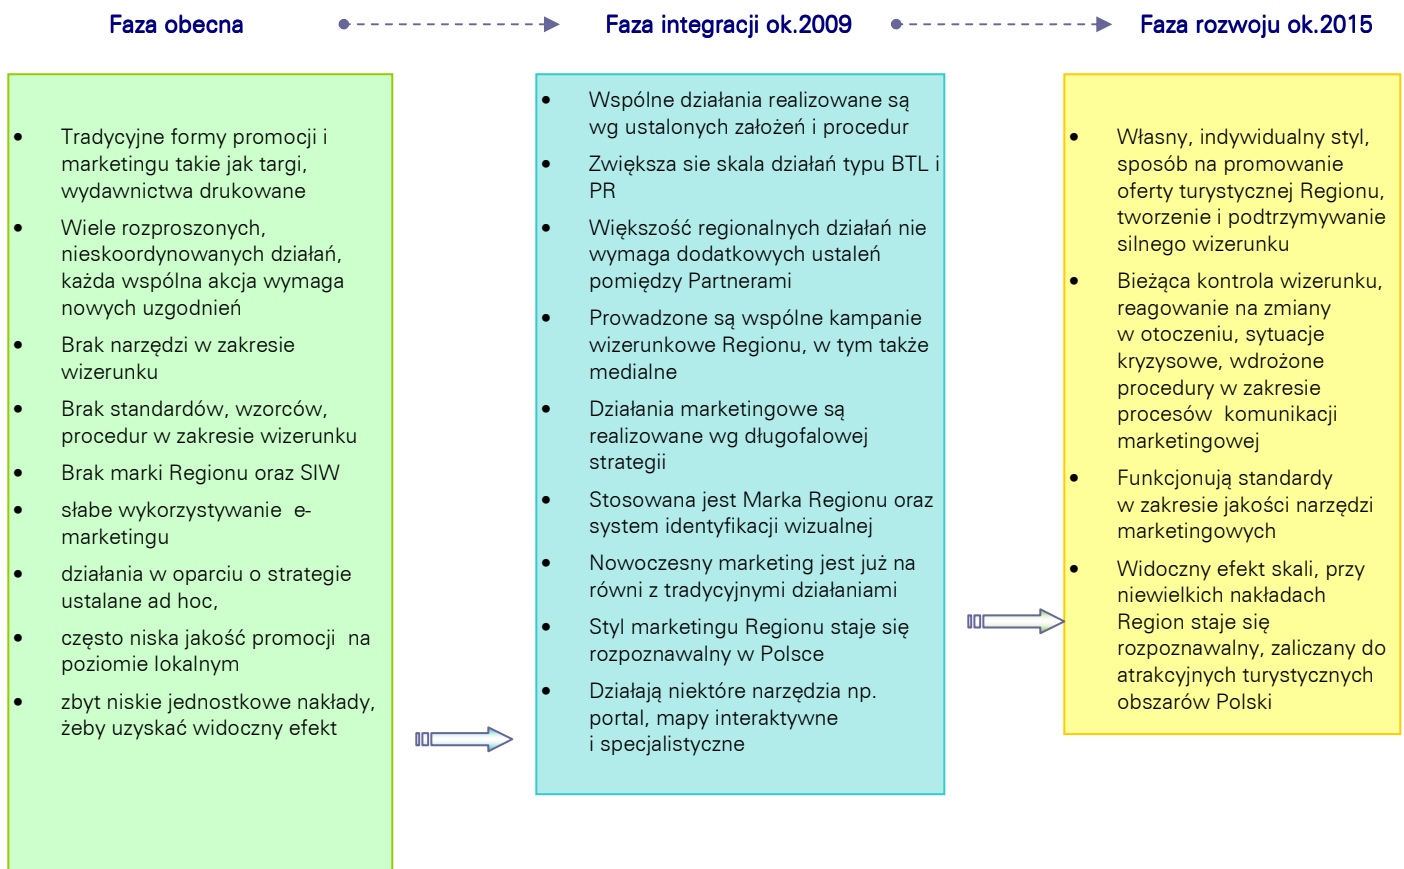 Faza obecna
Faza integracji ok.2009
Faza rozwoju ok.2015
• Tradycyjne formy promocji i
marketingu takie jak targi,
wydawnictwa drukowane
• Wiele rozproszonych,
nieskoordynowanych działań,
każda wspólna akcja wymaga
nowych uzgodnień
• Brak narzędzi w zakresie
wizerunku
• Brak standardów, wzorców,
procedur w zakresie wizerunku
• Brak marki Regionu oraz SIW
• słabe wykorzystywanie e-
marketingu
• działania w oparciu o strategie
ustalane ad hoc,
• często niska jakość promocji na
poziomie lokalnym
• zbyt niskie jednostkowe nakłady,
żeby uzyskać widoczny efekt
• Wspólne działania realizowane są
wg ustalonych założeń i procedur
• Zwiększa sie skala działań typu BTL i
PR
• Większość regionalnych działań nie
wymaga dodatkowych ustaleń
pomiędzy Partnerami
• Prowadzone są wspólne kampanie
wizerunkowe Regionu, w tym także
medialne
• Działania marketingowe są
realizowane wg długofalowej
strategii
• Stosowana jest Marka Regionu oraz
system identyfikacji wizualnej
• Nowoczesny marketing jest już na
równi z tradycyjnymi działaniami
• Styl marketingu Regionu staje się
rozpoznawalny w Polsce
• Działają niektóre narzędzia np.
portal, mapy interaktywne
i specjalistyczne
• Własny, indywidualny styl,
sposób na promowanie
oferty turystycznej Regionu,
tworzenie i podtrzymywanie
silnego wizerunku
• Bieżąca kontrola wizerunku,
reagowanie na zmiany
w otoczeniu, sytuacje
kryzysowe, wdrożone
procedury w zakresie
procesów komunikacji
marketingowej
• Funkcjonują standardy
w zakresie jakości narzędzi
marketingowych
• Widoczny efekt skali, przy
niewielkich nakładach
Region staje się
rozpoznawalny, zaliczany do
atrakcyjnych turystycznych
obszarów Polski